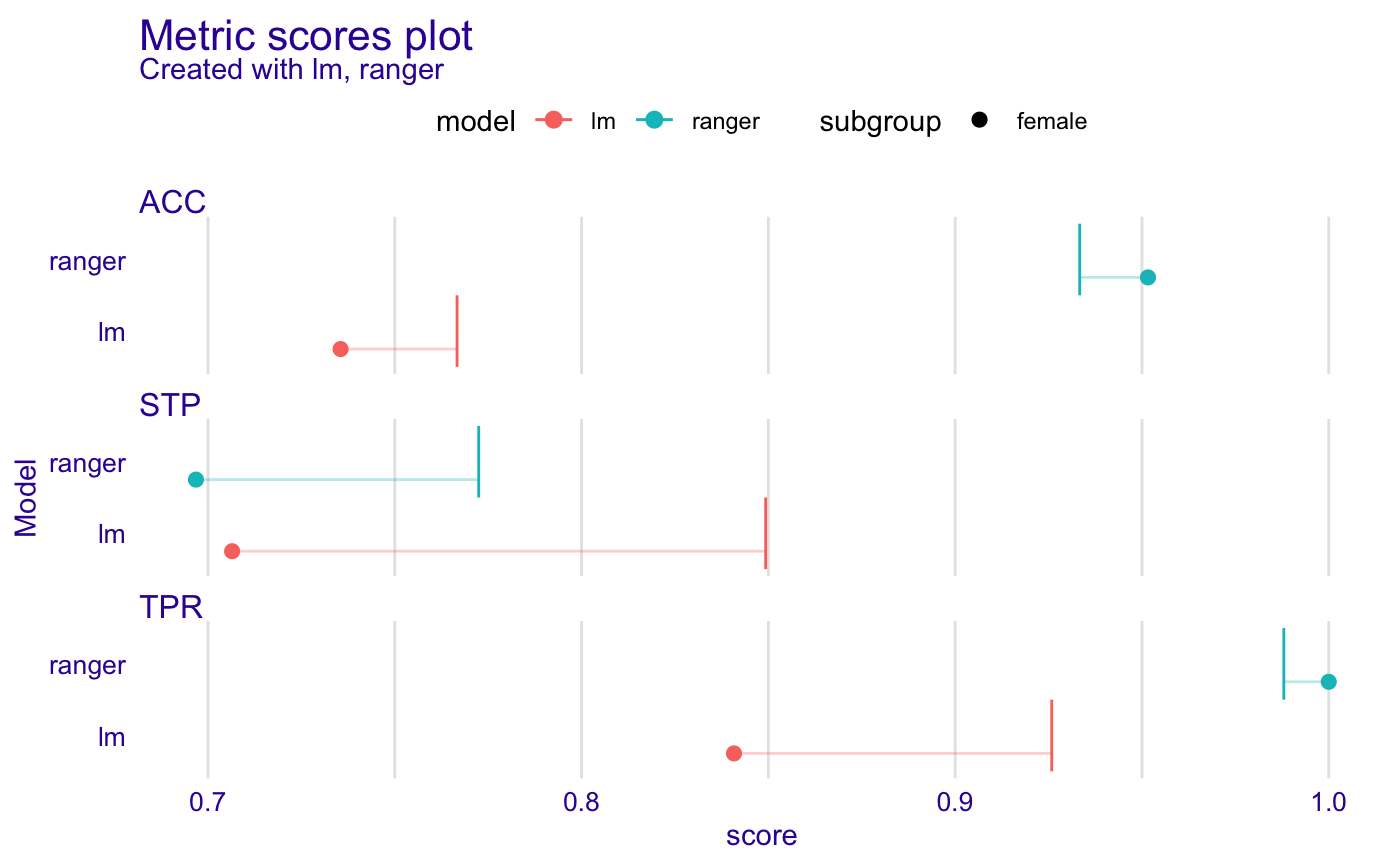 Metric scores plot
Created with lm, ranger
model lm ranger subgroup female
ACC
ranger
lm
STP
ranger
lm
TPR
ranger
lm
Model
0.7 0.8 0.9 1.0
score